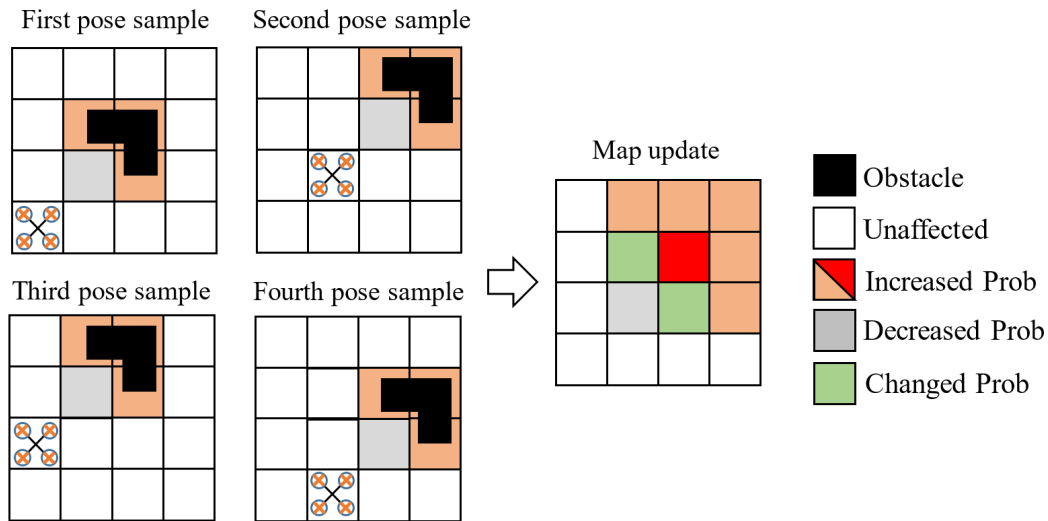 First pose sample
Second pose sample
Third pose sample
Fourth pose sample
Map update
Obstacle
Unaffected
Increased Prob
Decreased Prob
Changed Prob